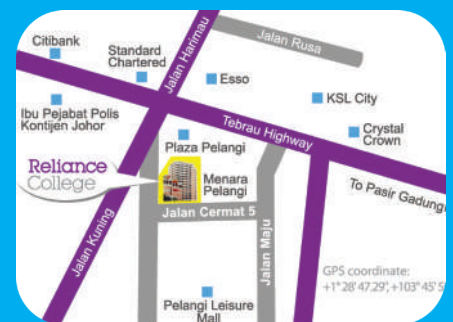 Citibank
Standard
Chartered
Jalan Harimau
Jalan Rusa
Esso
KSL City
Ibu Pejabat Polis
Kontijen Johor
Tebrau Highway
Crystal
Crown
Plaza Pelangi
Reliance
College
Menara
Pelangi
To Pasir Gadung
Jalan Cermat 5
Jalan Kuning
Jalan Maju
GPS coordinate:
+1° 28' 47.29", +103° 45' 5
Pelangi Leisure
Mall